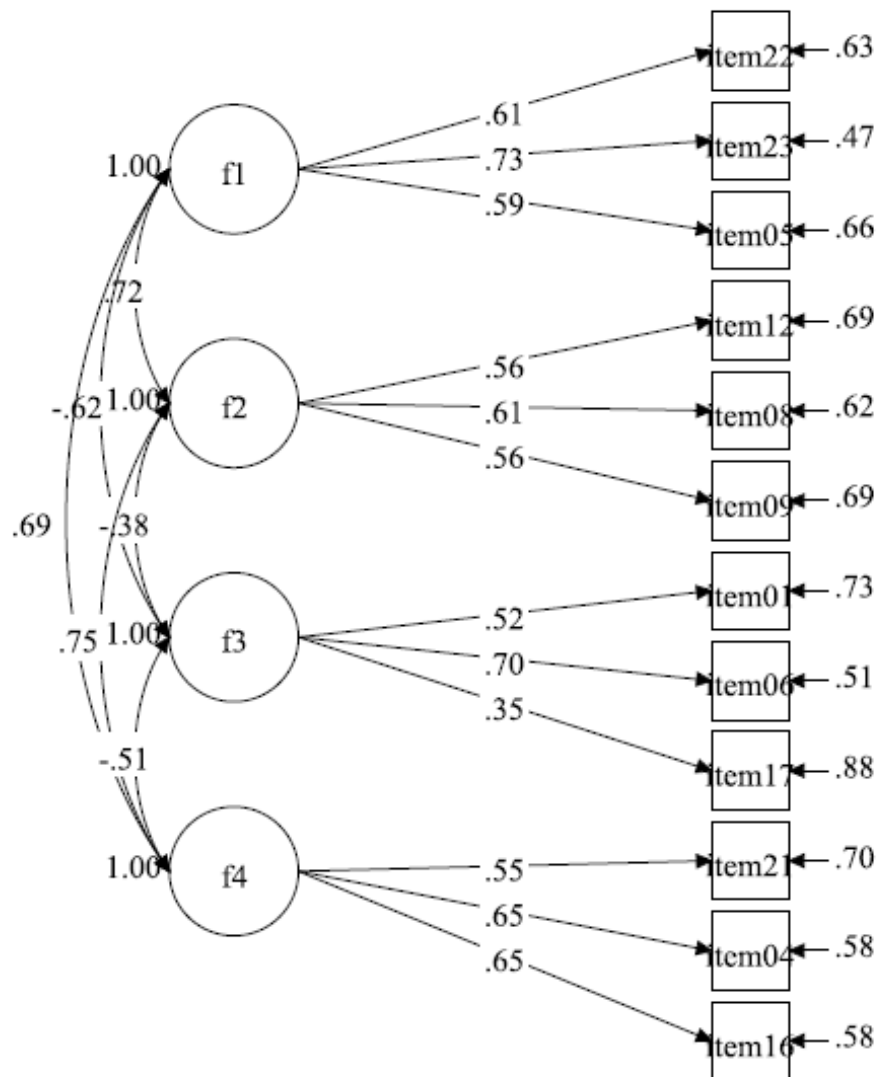 item22 .63
.61
item23 .47
1.00 f1 .73
.59
item05 .66
.72
item12 .69
.56
-.62 1.00 f2 .61 item08 .62
.56
item09 .69
.69 -.38
item01 .73
.52
.75 1.00 f3
.70 item06 .51
.35
-.51 item17 .88
1.00 f4 .55 item21 .70
.65
item04 .58
.65
item16 .58